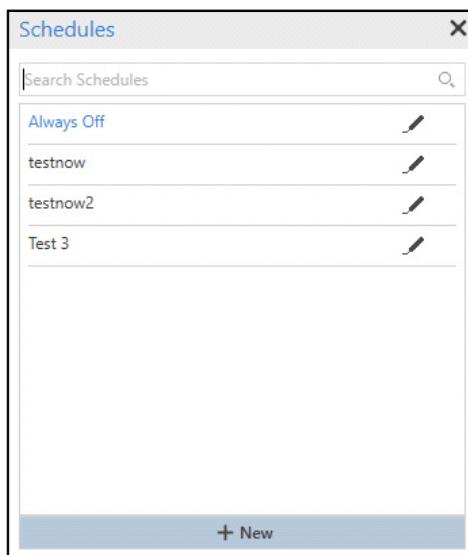 Schedules
Search Schedules
Always Off
testnow
testnow2
Test 3
+ New